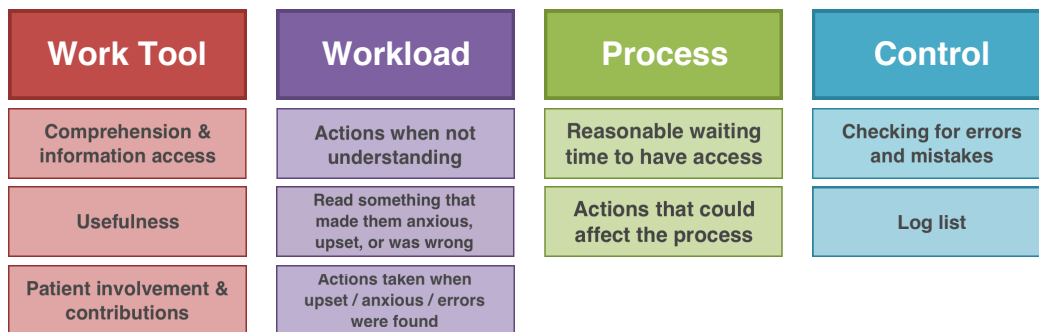 Work Tool
Comprehension &
information access
Usefulness
Patient involvement &
contributions
Workload
Actions when not
understanding
Read something that
made them anxious,
upset, or was wrong
Actions taken when
upset / anxious / errors
were found
Process
Reasonable waiting
time to have access
Actions that could
affect the process
Control
Checking for errors
and mistakes
Log list